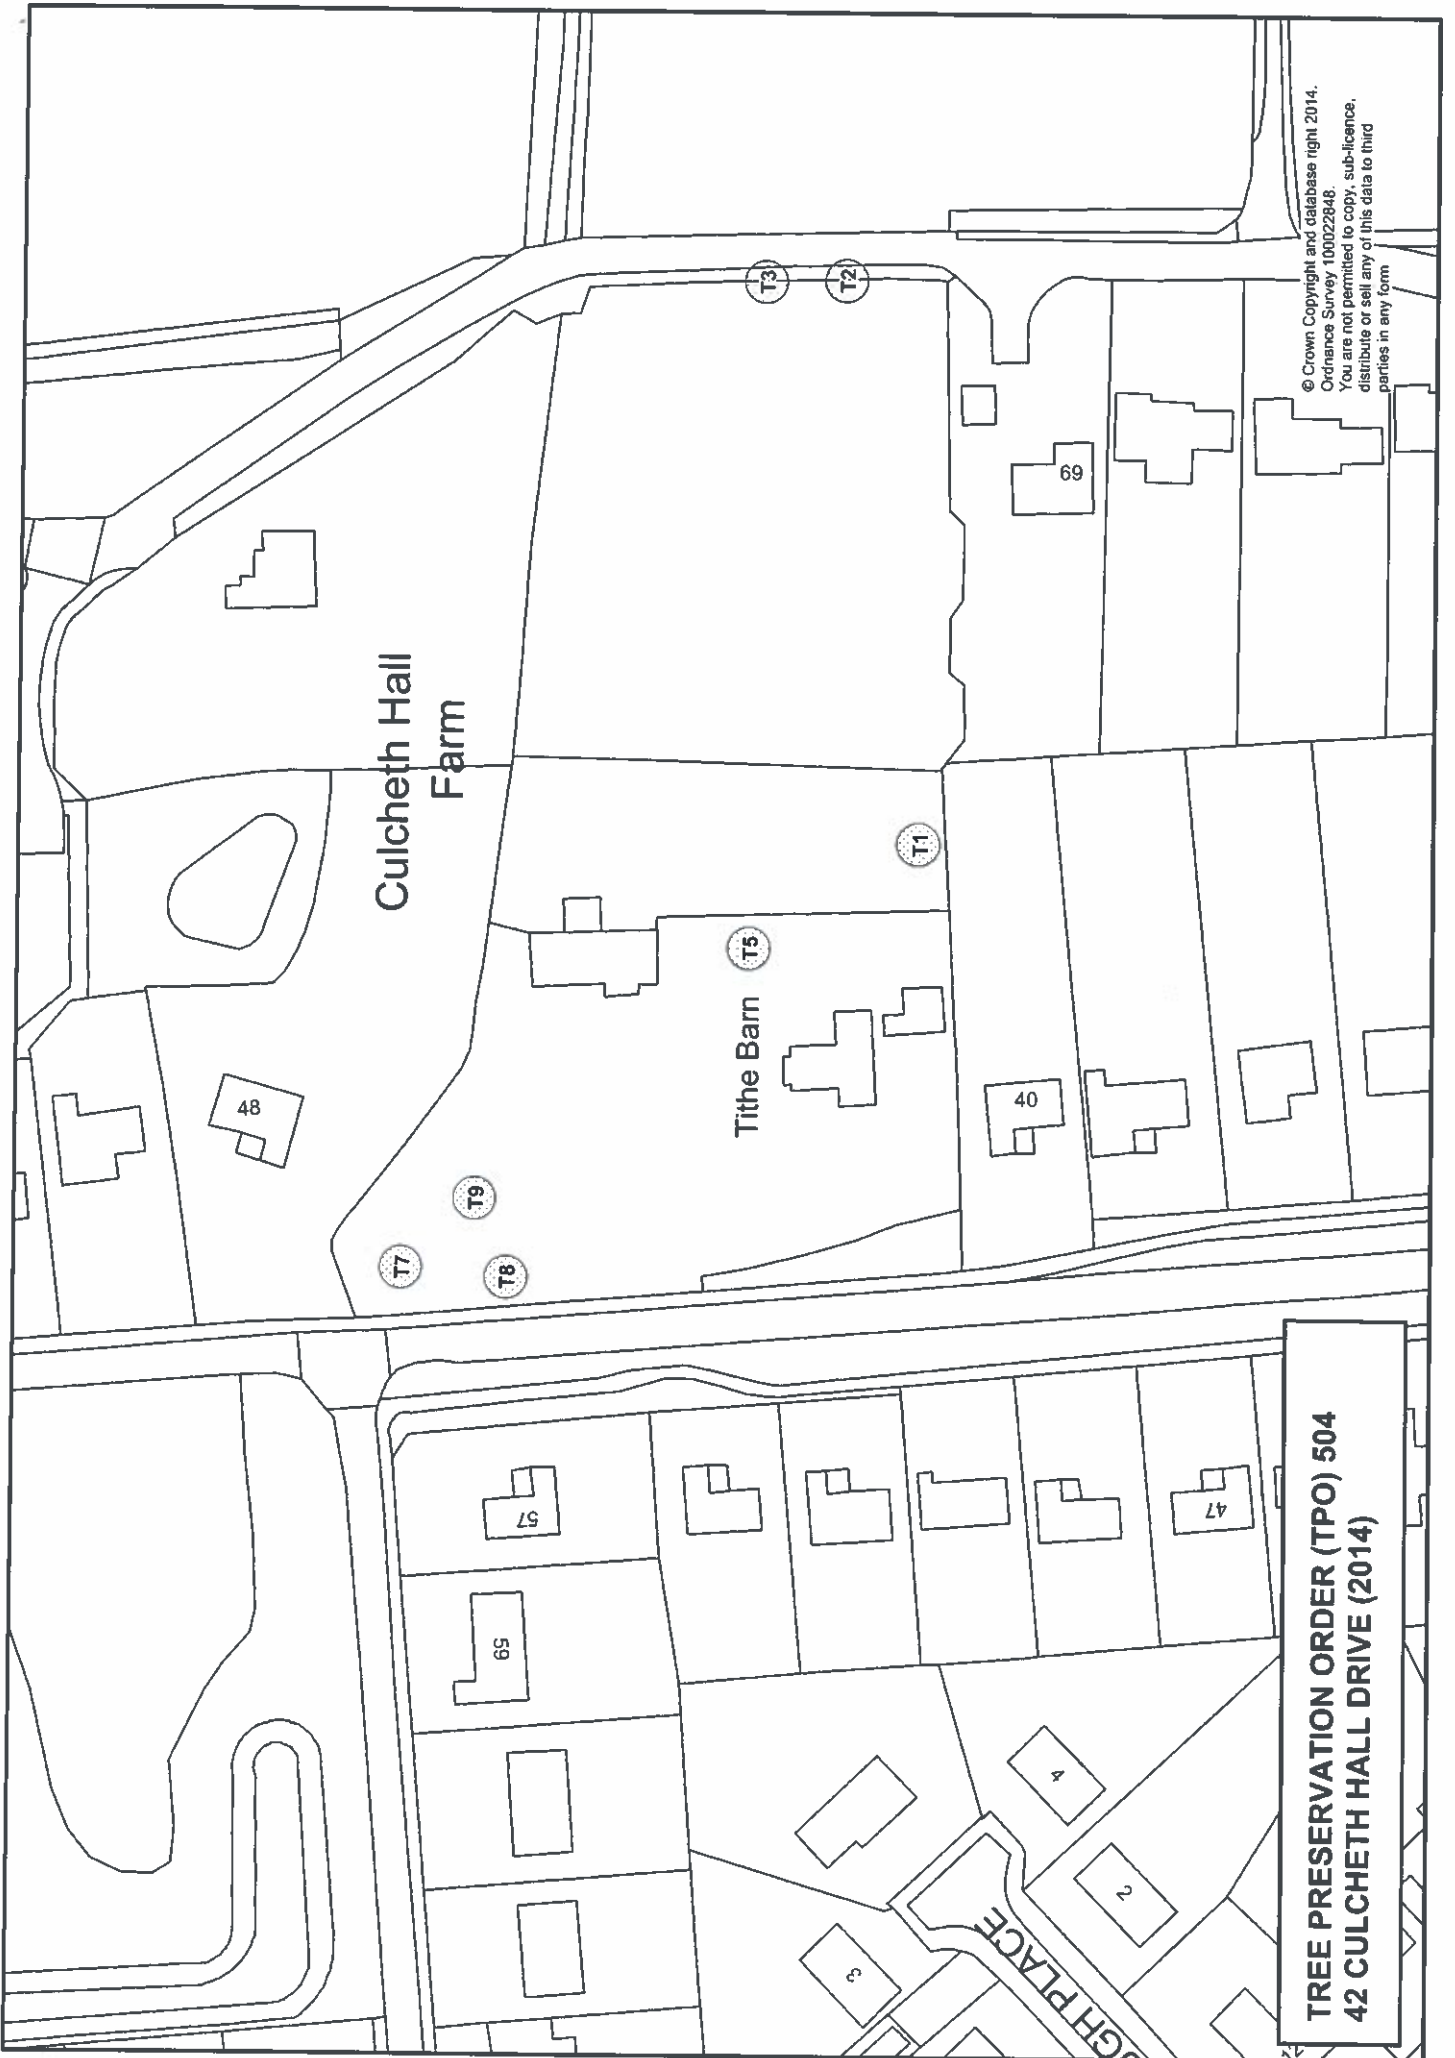 Culcheth Hall
Farm
Tithe Barn
T3
T2
T1
T5
T9
T7
T8
69
48
40
57
59
47
4
2
3
GH PLACE
© Crown Copyright and database right 2014.
Ordnance Survey 100022848.
You are not permitted to copy, sub-licence,
distribute or sell any of this data to third
parties in any form
TREE PRESERVATION ORDER (TPO) 504
42 CULCHETH HALL DRIVE (2014)